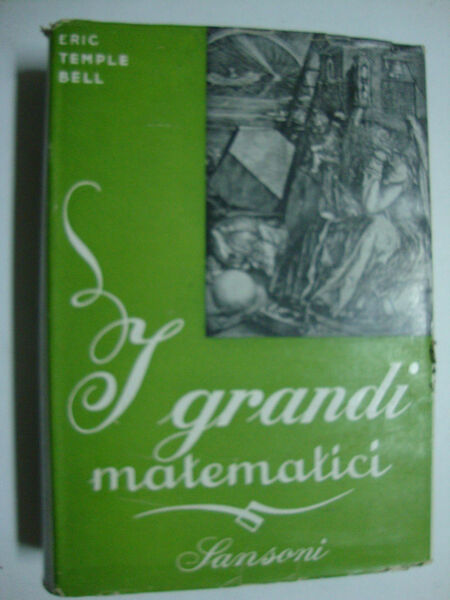 ERIC
TEMPLE
BELL
I grandi
matematici
Sansoni